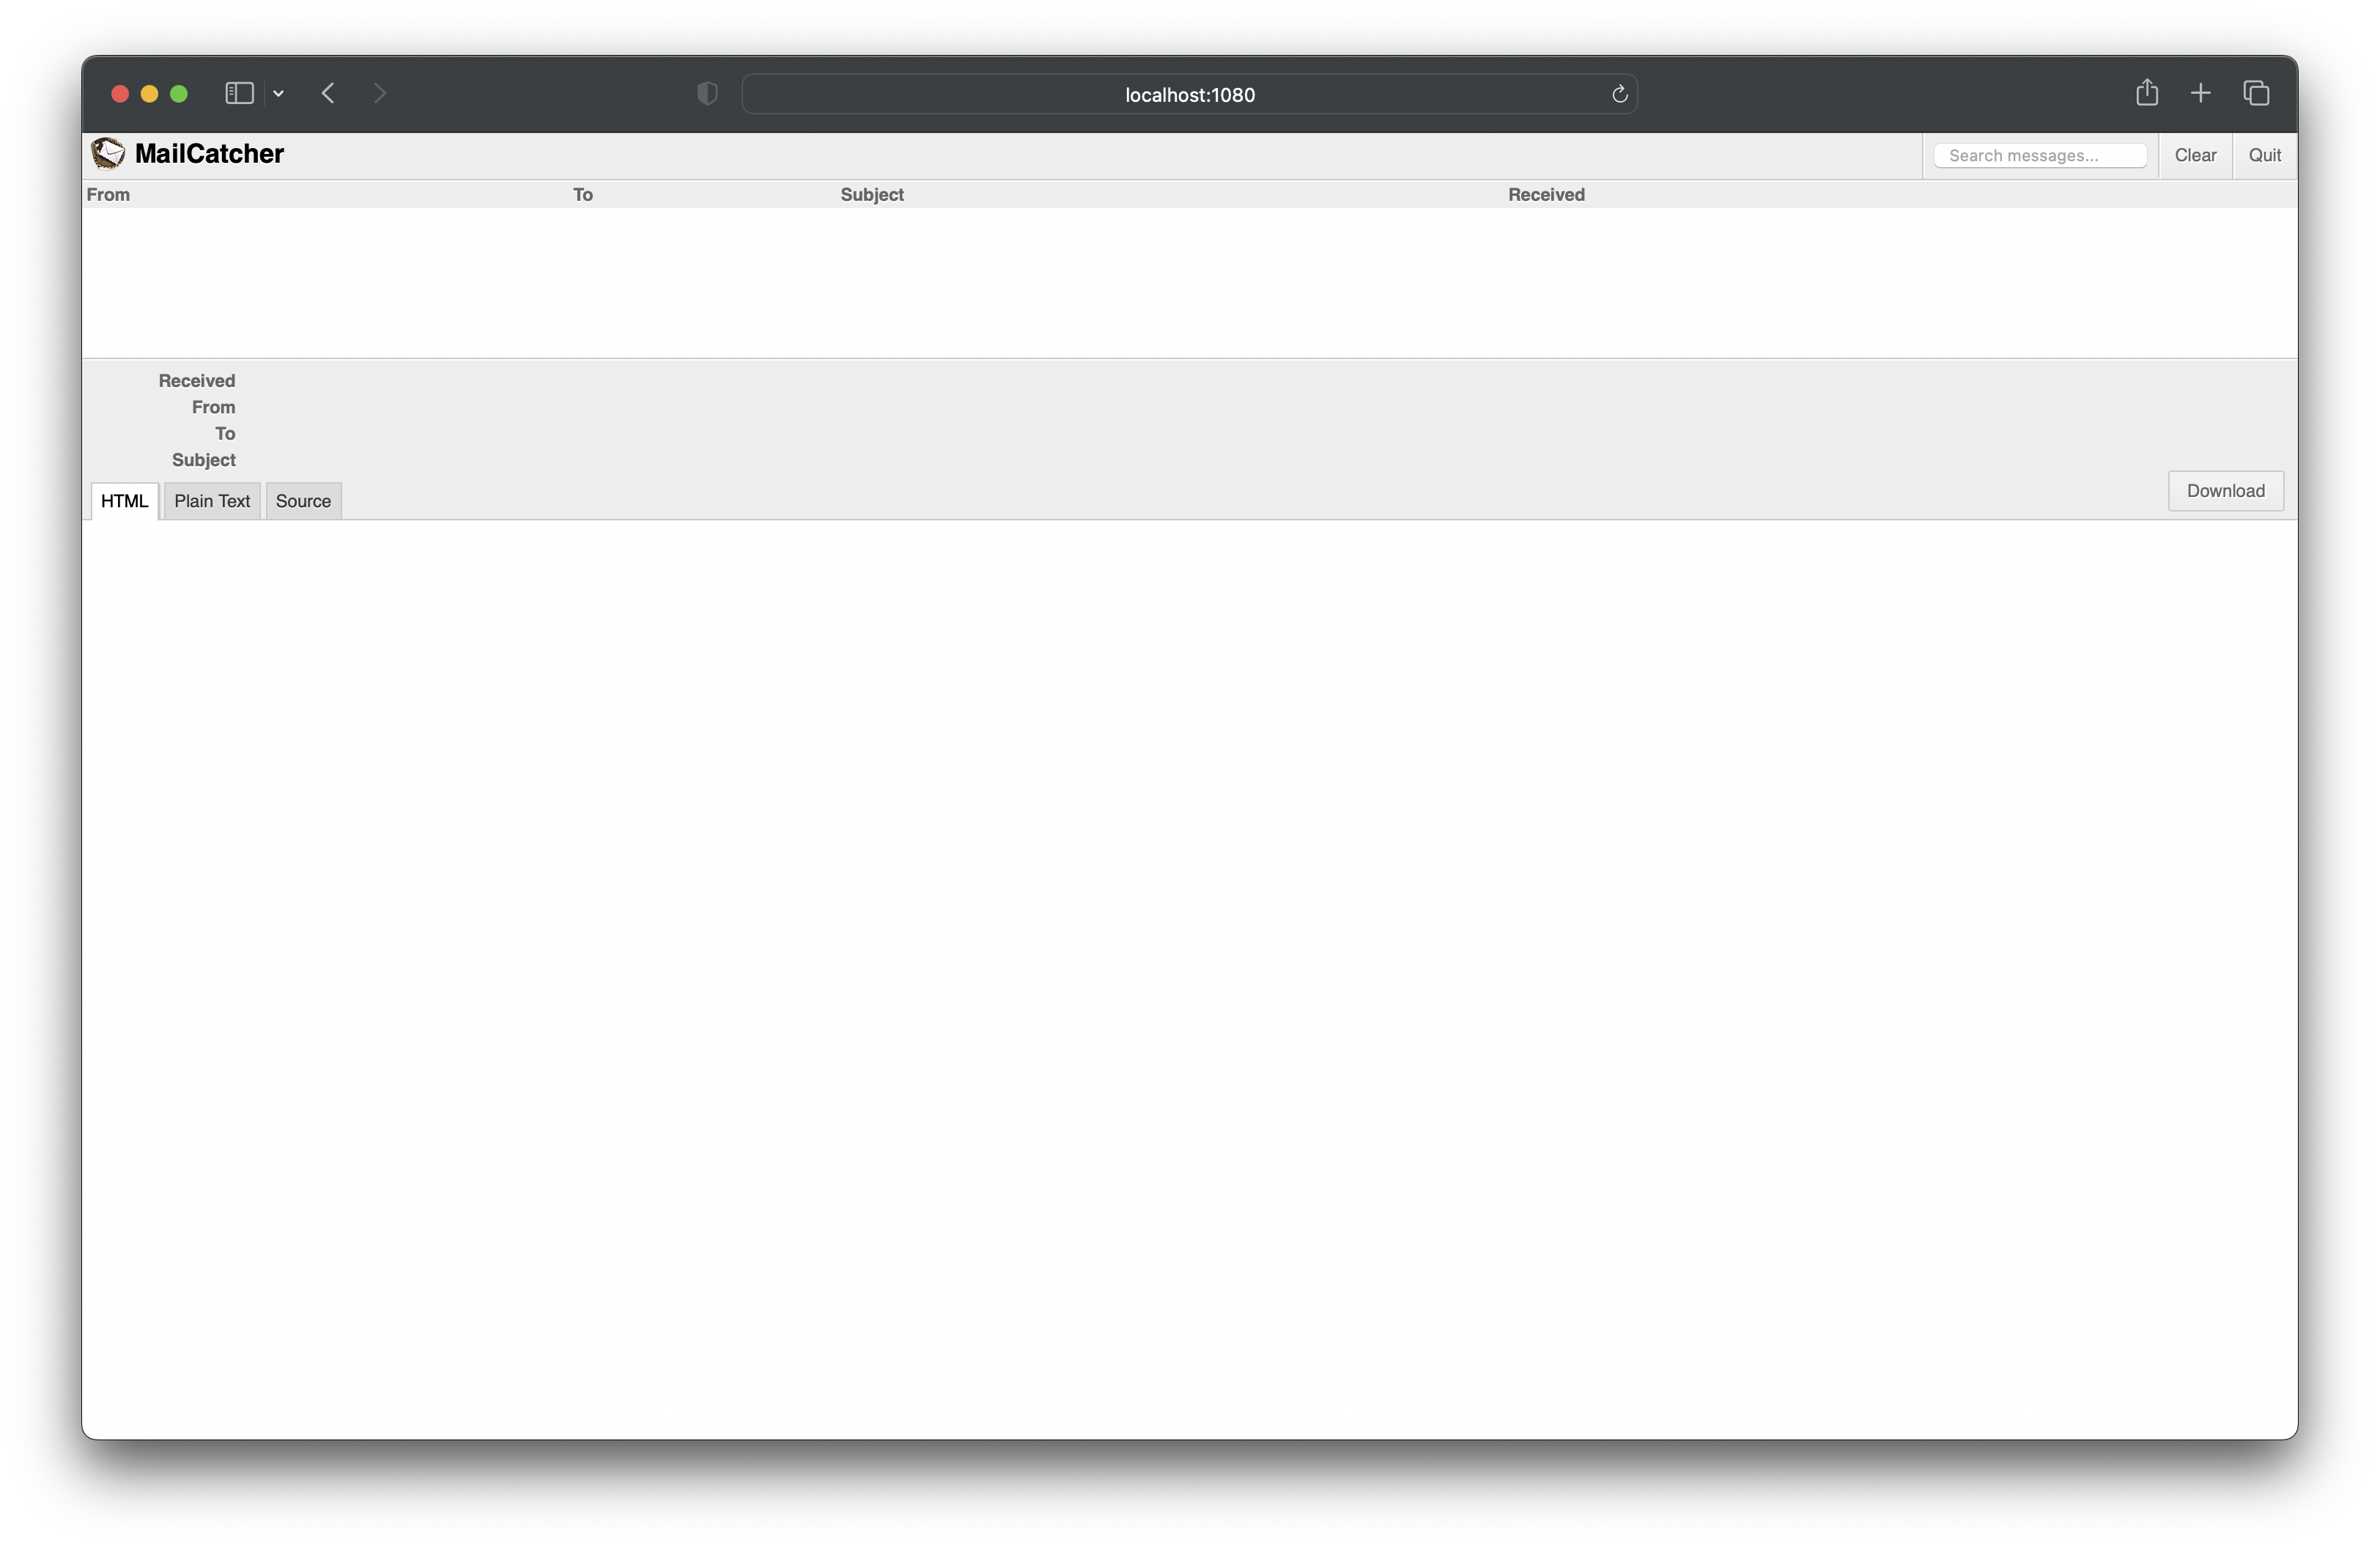 localhost:1080
MailCatcher
Search messages...
Clear
Quit
From To Subject Received
Received
From
To
Subject
HTML Plain Text Source
Download